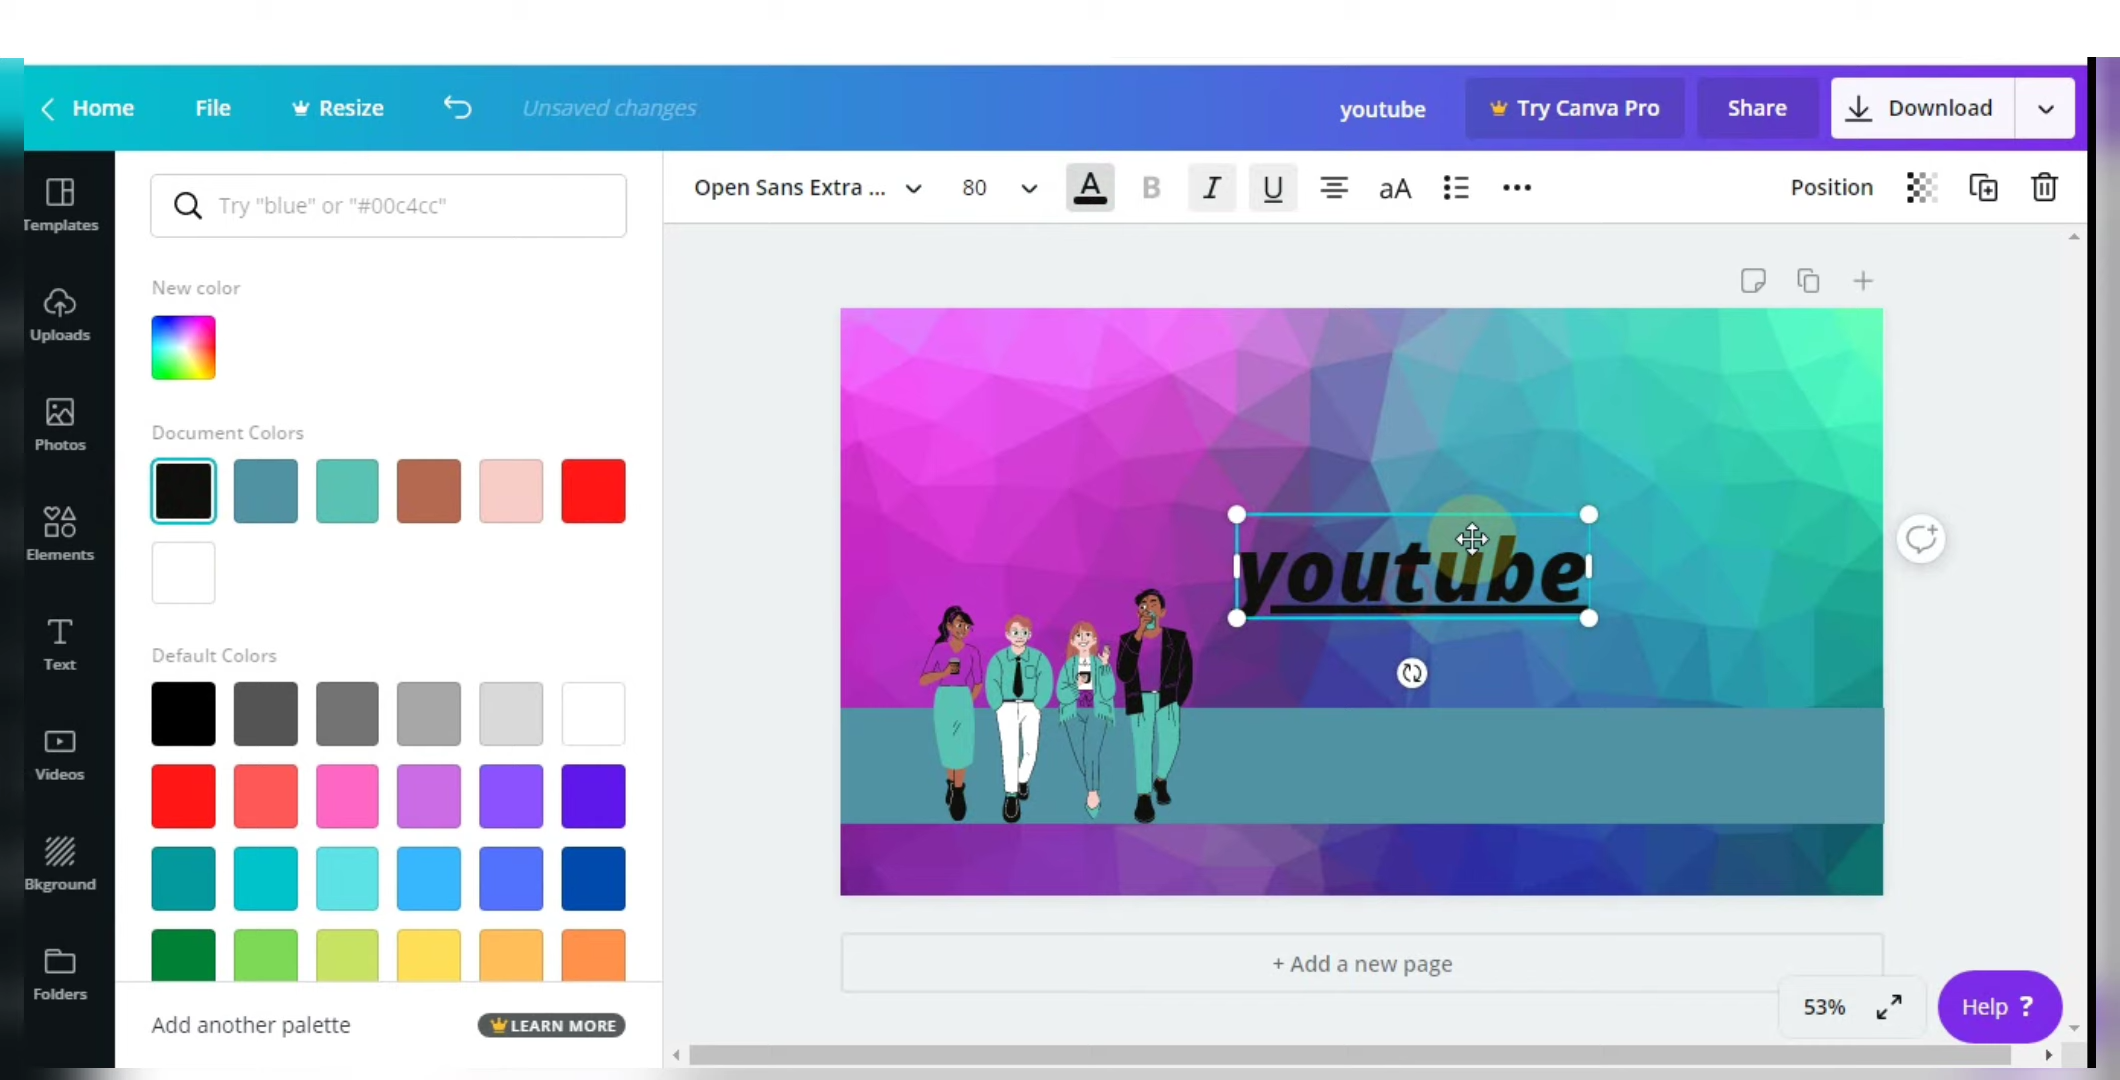 Home File Resize Unsaved changes youtube Try Canva Pro Share Download
Open Sans Extra ... 80 A B I U aA Position
Templates
Uploads
Photos
Elements
Text
Videos
Bkground
Folders
Try "blue" or "#00c4cc"
New color
Document Colors
Default Colors
Add another palette LEARN MORE
youtube
+ Add a new page
53% Help ?